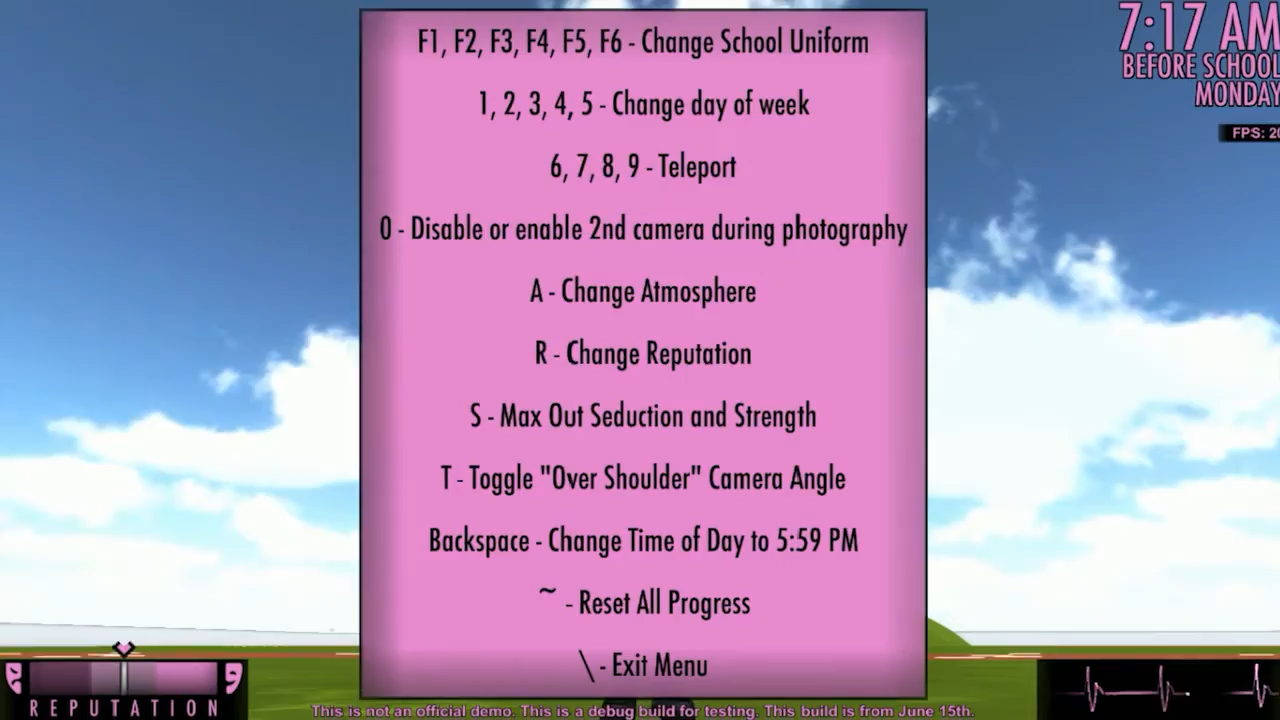 F1, F2, F3, F4, F5, F6 - Change School Uniform
1, 2, 3, 4, 5 - Change day of week
6, 7, 8, 9 - Teleport
0 - Disable or enable 2nd camera during photography
A - Change Atmosphere
R - Change Reputation
S - Max Out Seduction and Strength
T - Toggle "Over Shoulder" Camera Angle
Backspace - Change Time of Day to 5:59 PM
~ - Reset All Progress
\ - Exit Menu
7:17 AM
BEFORE SCHOOL
MONDAY
FPS: 20
REPUTATION
This is not an official demo. This is a debug build for testing. This build is from June 15th.